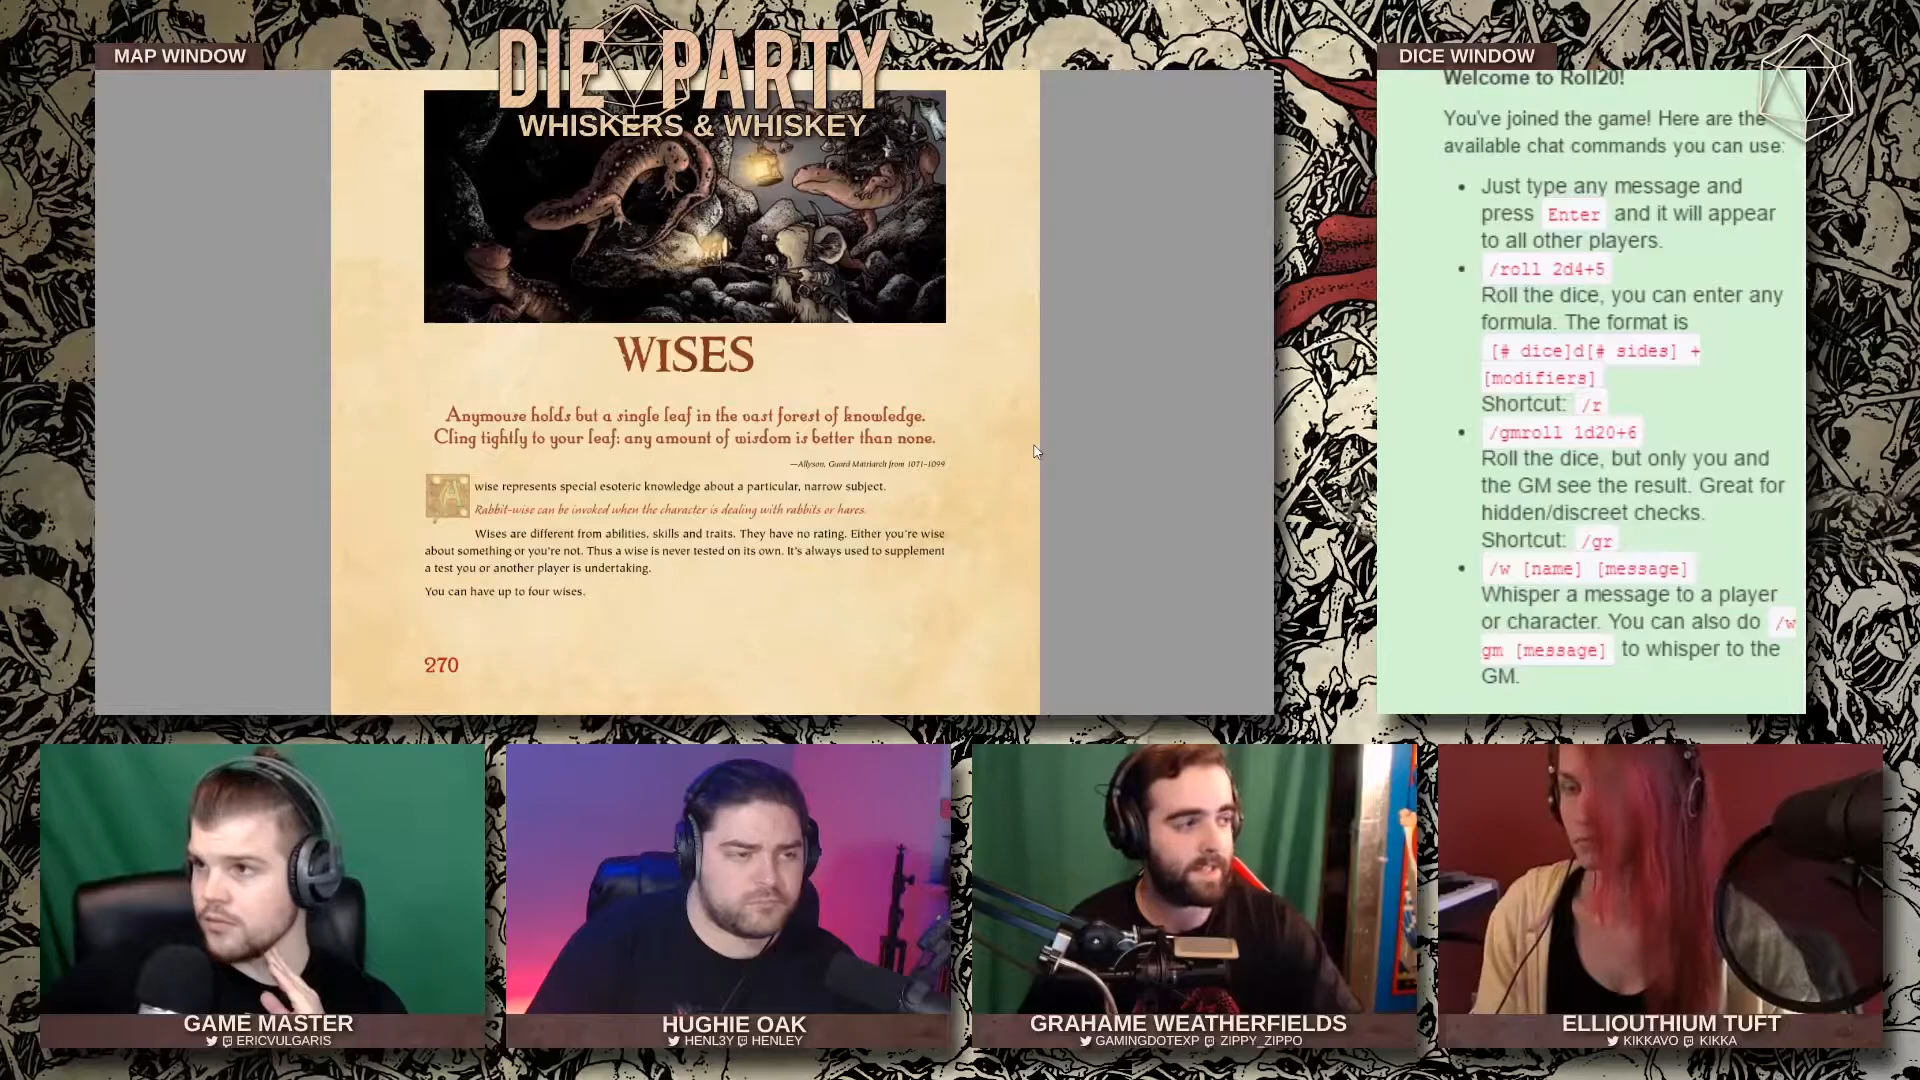 MAP WINDOW
DIE PARTY
WHISKERS & WHISKEY
WISES
Anymouse holds but a single leaf in the vast forest of knowledge.
Cling tightly to your leaf; any amount of wisdom is better than none.
—Allyson, Guard Matriarch from 1071–1099
A wise represents special esoteric knowledge about a particular, narrow subject.
Rabbit-wise can be invoked when the character is dealing with rabbits or hares.
Wises are different from abilities, skills and traits. They have no rating. Either you're wise
about something or you're not. Thus a wise is never tested on its own. It's always used to supplement
a test you or another player is undertaking.
You can have up to four wises.
270
DICE WINDOW
Welcome to Roll20!
You've joined the game! Here are the
available chat commands you can use:
• Just type any message and
press Enter and it will appear
to all other players.
• /roll 2d4+5
Roll the dice, you can enter any
formula. The format is
[# dice]d[# sides] +
[modifiers]
Shortcut: /r
• /gmroll 1d20+6
Roll the dice, but only you and
the GM see the result. Great for
hidden/discreet checks.
Shortcut: /gr
• /w [name] [message]
Whisper a message to a player
or character. You can also do /w
gm [message] to whisper to the
GM.
GAME MASTER
ERICVULGARIS
HUGHIE OAK
HENL3Y HENLEY
GRAHAME WEATHERFIELDS
GAMINGDOTEXP ZIPPY_ZIPPO
ELLIOUTHIUM TUFT
KIKKAVO KIKKA